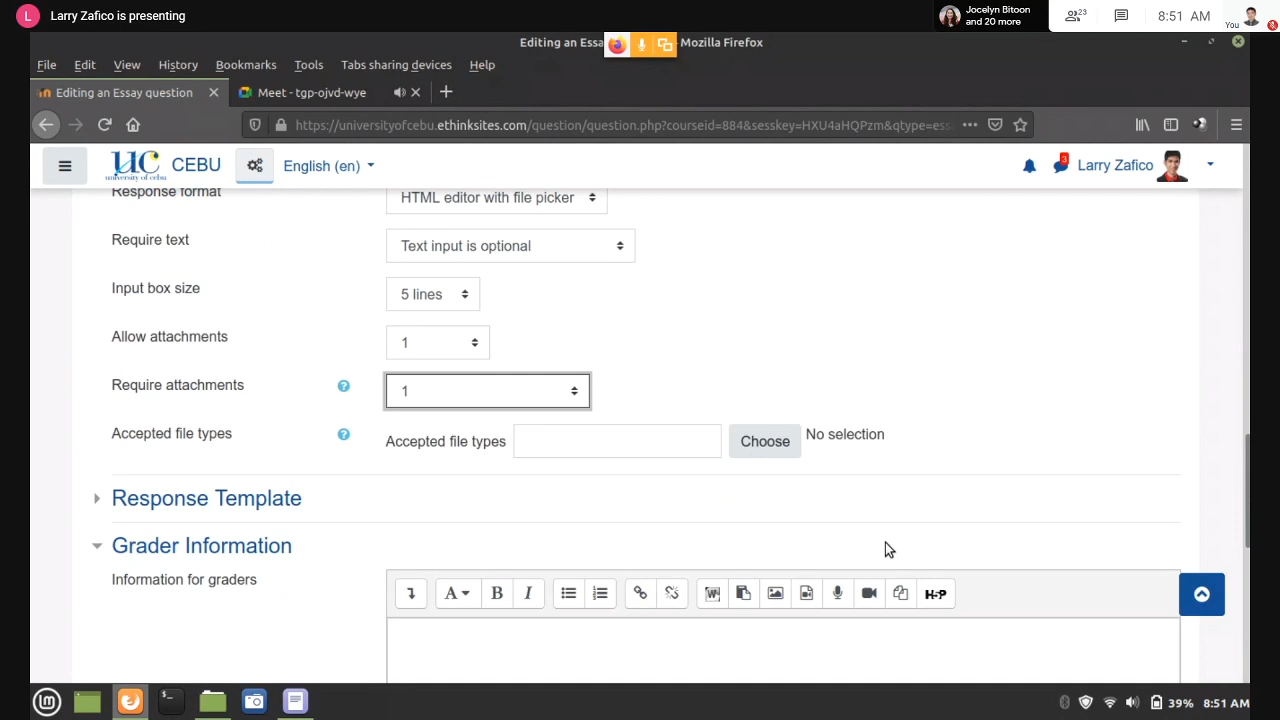 L Larry Zafico is presenting
Jocelyn Bitoon
and 20 more
23
8:51 AM
You
Editing an Essa
- Mozilla Firefox
File Edit View History Bookmarks Tools Tabs sharing devices Help
Editing an Essay question
Meet - tgp-ojvd-wye
https://universityofcebu.ethinksites.com/question/question.php?courseid=884&sesskey=HXU4aHQPzm&qtype=ess
UC
university of cebu
CEBU
English (en)
3
Larry Zafico
Response format
HTML editor with file picker
Require text
Text input is optional
Input box size
5 lines
Allow attachments
1
Require attachments
1
Accepted file types
Accepted file types
Choose
No selection
Response Template
Grader Information
Information for graders
A B I
W
H-P
39% 8:51 AM